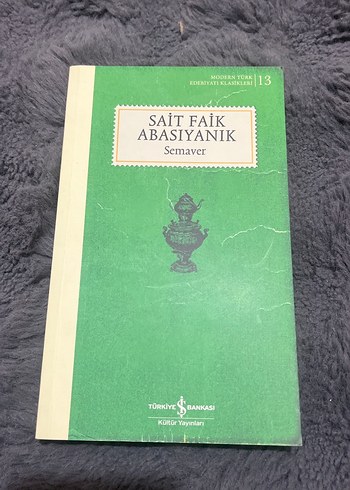 MODERN TÜRK
EDEBİYATI KLASİKLERİ 13
SAİT FAİK
ABASIYANIK
Semaver
TÜRKİYE İŞ BANKASI
Kültür Yayınları